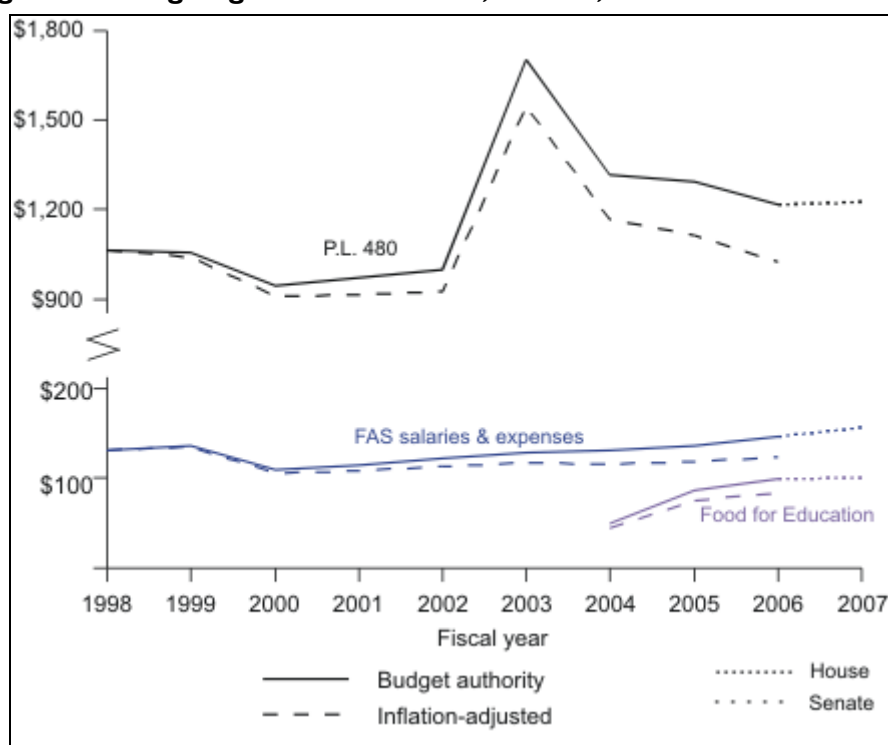 $1,800
$1,500
$1,200
P.L. 480
$900
$200
FAS salaries & expenses
$100
Food for Education
1998 1999 2000 2001 2002 2003 2004 2005 2006 2007
Fiscal year
Budget authority
Inflation-adjusted
House
Senate